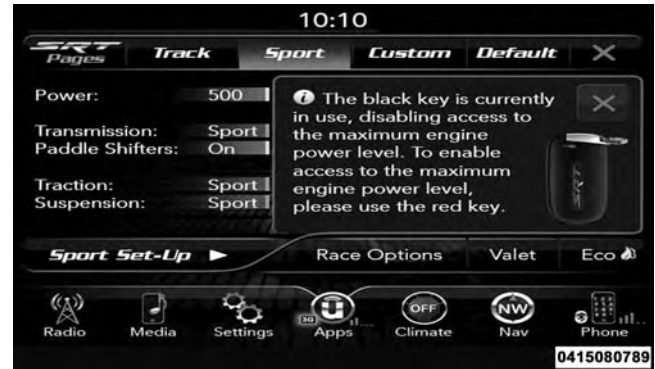 10:10
SRT Pages Track Sport Custom Default X
Power: 500
Transmission: Sport
Paddle Shifters: On
Traction: Sport
Suspension: Sport
The black key is currently
in use, disabling access to
the maximum engine
power level. To enable
access to the maximum
engine power level,
please use the red key.
SRT
Sport Set-Up
Race Options Valet Eco
3G OFF NW
Radio Media Settings Apps Climate Nav Phone
0415080789